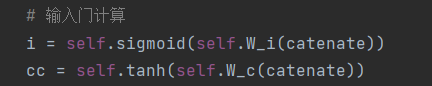 # 输入门计算
i = self.sigmoid(self.W_i(catenate))
cc = self.tanh(self.W_c(catenate))